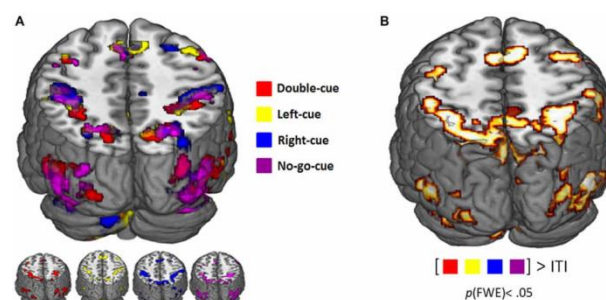 A
B
Double-cue
Left-cue
Right-cue
No-go-cue
[ ] > ITI
p(FWE)< .05